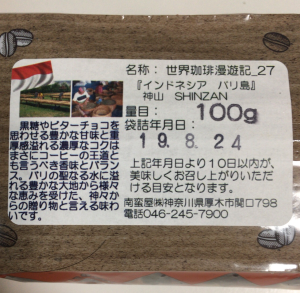 名称：世界珈琲漫遊記_27
『インドネシア　バリ島』
神山　SHINZAN
量目：　100g
袋詰年月日：
19.8.24
上記年月日より10日以内が、
美味しくお召し上がりいただ
ける目安となります。
南蛮屋㈱神奈川県厚木市関口798
電話046-245-7900
黒糖やビターチョコを
思わせる豊かな甘味と重
厚感溢れる濃厚なコクは
まさにコーヒーの王道と
も言うべき香味とバラン
ス。バリの聖なる水に溢
れる豊かな大地から様々
な恵みを受けた、神々か
らの贈り物と言える味わ
いです。